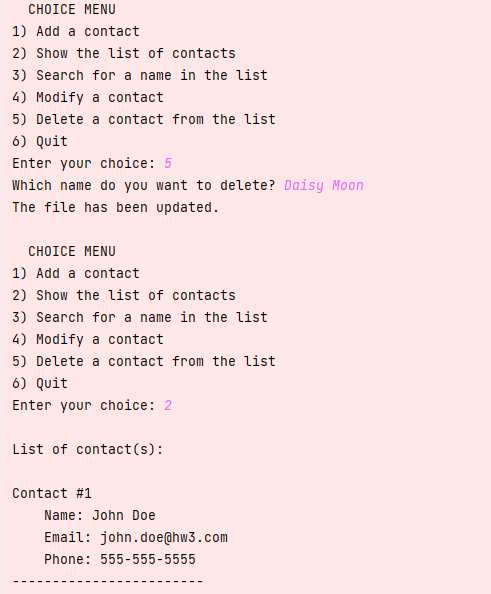 CHOICE MENU
1) Add a contact
2) Show the list of contacts
3) Search for a name in the list
4) Modify a contact
5) Delete a contact from the list
6) Quit
Enter your choice: 5
Which name do you want to delete? Daisy Moon
The file has been updated.
CHOICE MENU
1) Add a contact
2) Show the list of contacts
3) Search for a name in the list
4) Modify a contact
5) Delete a contact from the list
6) Quit
Enter your choice: 2
List of contact(s):
Contact #1
Name: John Doe
Email: john.doe@hw3.com
Phone: 555-555-5555
------------------------